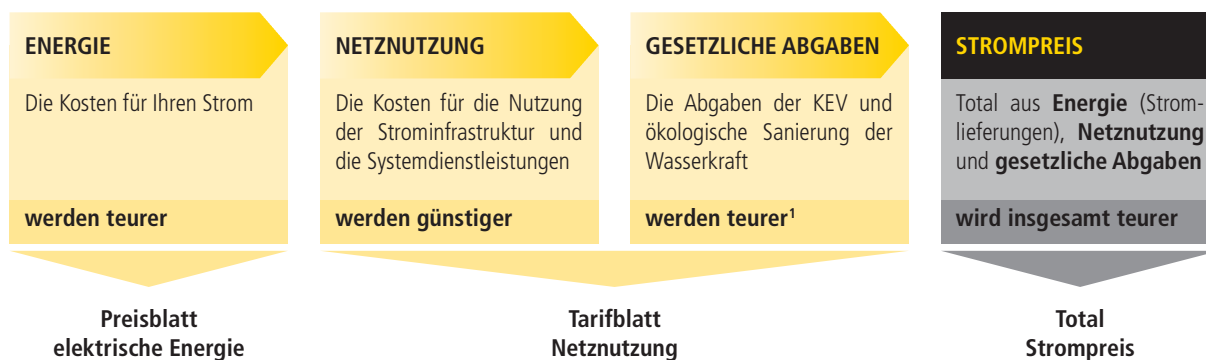 ENERGIE
Die Kosten für Ihren Strom
werden teurer
Preisblatt
elektrische Energie
NETZNUTZUNG
Die Kosten für die Nutzung
der Strominfrastruktur und
die Systemdienstleistungen
werden günstiger
GESETZLICHE ABGABEN
Die Abgaben der KEV und
ökologische Sanierung der
Wasserkraft
werden teurer¹
Tarifblatt
Netznutzung
STROMPREIS
Total aus Energie (Strom-
lieferungen), Netznutzung
und gesetzliche Abgaben
wird insgesamt teurer
Total
Strompreis